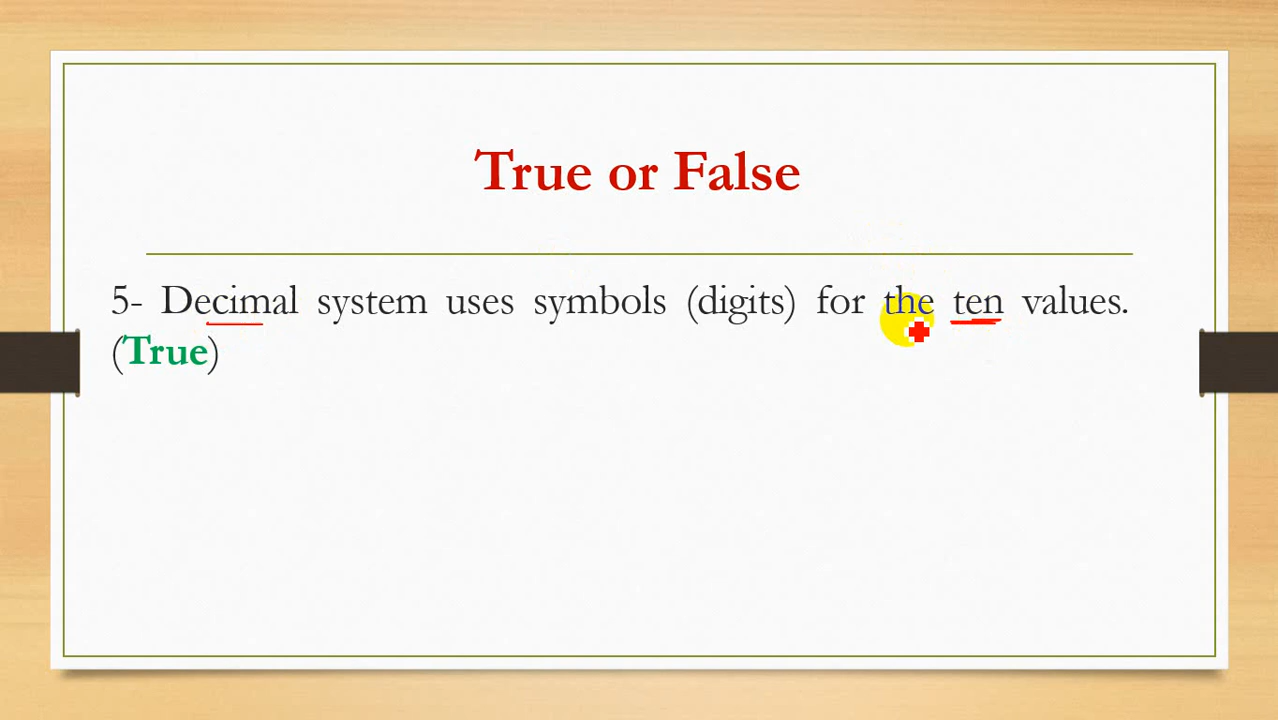 True or False
5- Decimal system uses symbols (digits) for the ten values.
(True)